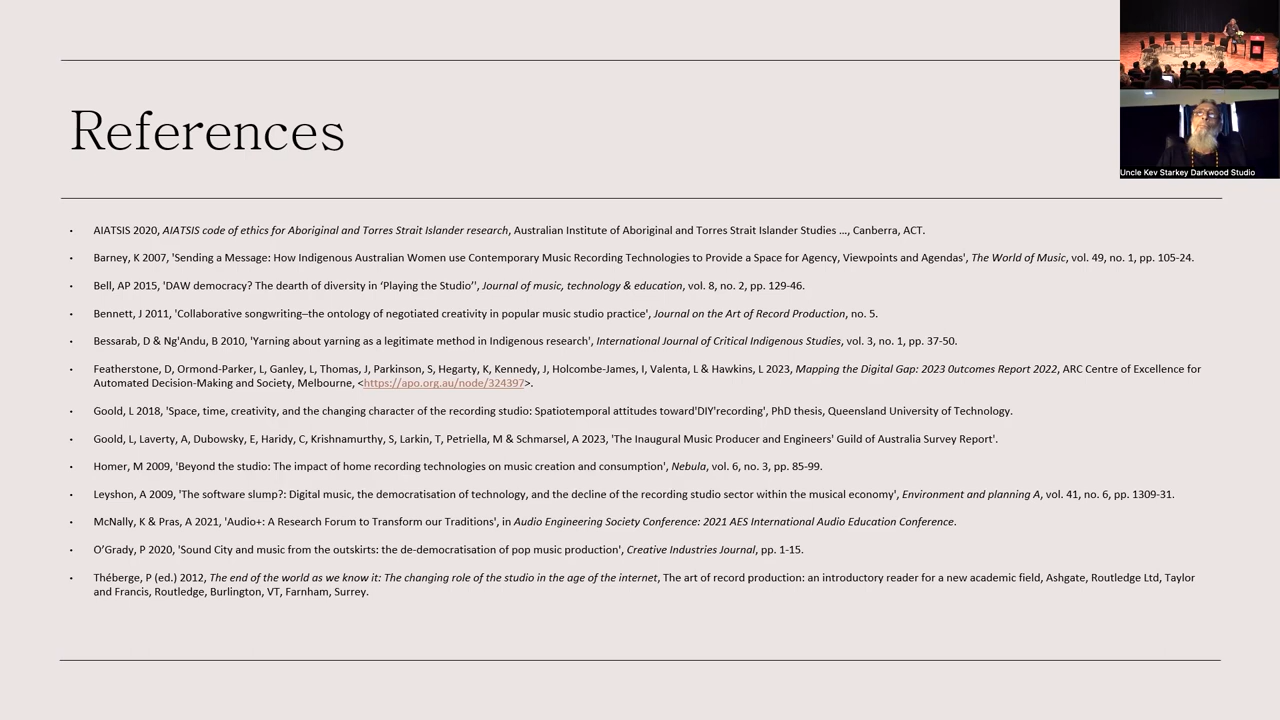 References
Uncle Kev Starkey Darkwood Studio
• AIATSIS 2020, AIATSIS code of ethics for Aboriginal and Torres Strait Islander research, Australian Institute of Aboriginal and Torres Strait Islander Studies ..., Canberra, ACT.
• Barney, K 2007, 'Sending a Message: How Indigenous Australian Women use Contemporary Music Recording Technologies to Provide a Space for Agency, Viewpoints and Agendas', The World of Music, vol. 49, no. 1, pp. 105-24.
• Bell, AP 2015, 'DAW democracy? The dearth of diversity in ‘Playing the Studio’', Journal of music, technology & education, vol. 8, no. 2, pp. 129-46.
• Bennett, J 2011, 'Collaborative songwriting–the ontology of negotiated creativity in popular music studio practice', Journal on the Art of Record Production, no. 5.
• Bessarab, D & Ng'Andu, B 2010, 'Yarning about yarning as a legitimate method in Indigenous research', International Journal of Critical Indigenous Studies, vol. 3, no. 1, pp. 37-50.
• Featherstone, D, Ormond-Parker, L, Ganley, L, Thomas, J, Parkinson, S, Hegarty, K, Kennedy, J, Holcombe-James, I, Valenta, L & Hawkins, L 2023, Mapping the Digital Gap: 2023 0utcomes Report 2022, ARC Centre of Excellence for
Automated Decision-Making and Society, Melbourne, <https://apo.org.au/node/324397>.
• Goold, L 2018, 'Space, time, creativity, and the changing character of the recording studio: Spatiotemporal attitudes toward'DIY'recording', PhD thesis, Queensland University of Technology.
• Goold, L, Laverty, A, Dubowsky, E, Haridy, C, Krishnamurthy, S, Larkin, T, Petriella, M & Schmarsel, A 2023, 'The Inaugural Music Producer and Engineers' Guild of Australia Survey Report'.
• Homer, M 2009, 'Beyond the studio: The impact of home recording technologies on music creation and consumption', Nebula, vol. 6, no. 3, pp. 85-99.
• Leyshon, A 2009, 'The software slump?: Digital music, the democratisation of technology, and the decline of the recording studio sector within the musical economy', Environment and planning A, vol. 41, no. 6, pp. 1309-31.
• McNally, K & Pras, A 2021, 'Audio+: A Research Forum to Transform our Traditions', in Audio Engineering Society Conference: 2021 AES International Audio Education Conference.
• O’Grady, P 2020, 'Sound City and music from the outskirts: the de-democratisation of pop music production', Creative Industries Journal, pp. 1-15.
• Théberge, P (ed.) 2012, The end of the world as we know it: The changing role of the studio in the age of the internet, The art of record production: an introductory reader for a new academic field, Ashgate, Routledge Ltd, Taylor
and Francis, Routledge, Burlington, VT, Farnham, Surrey.